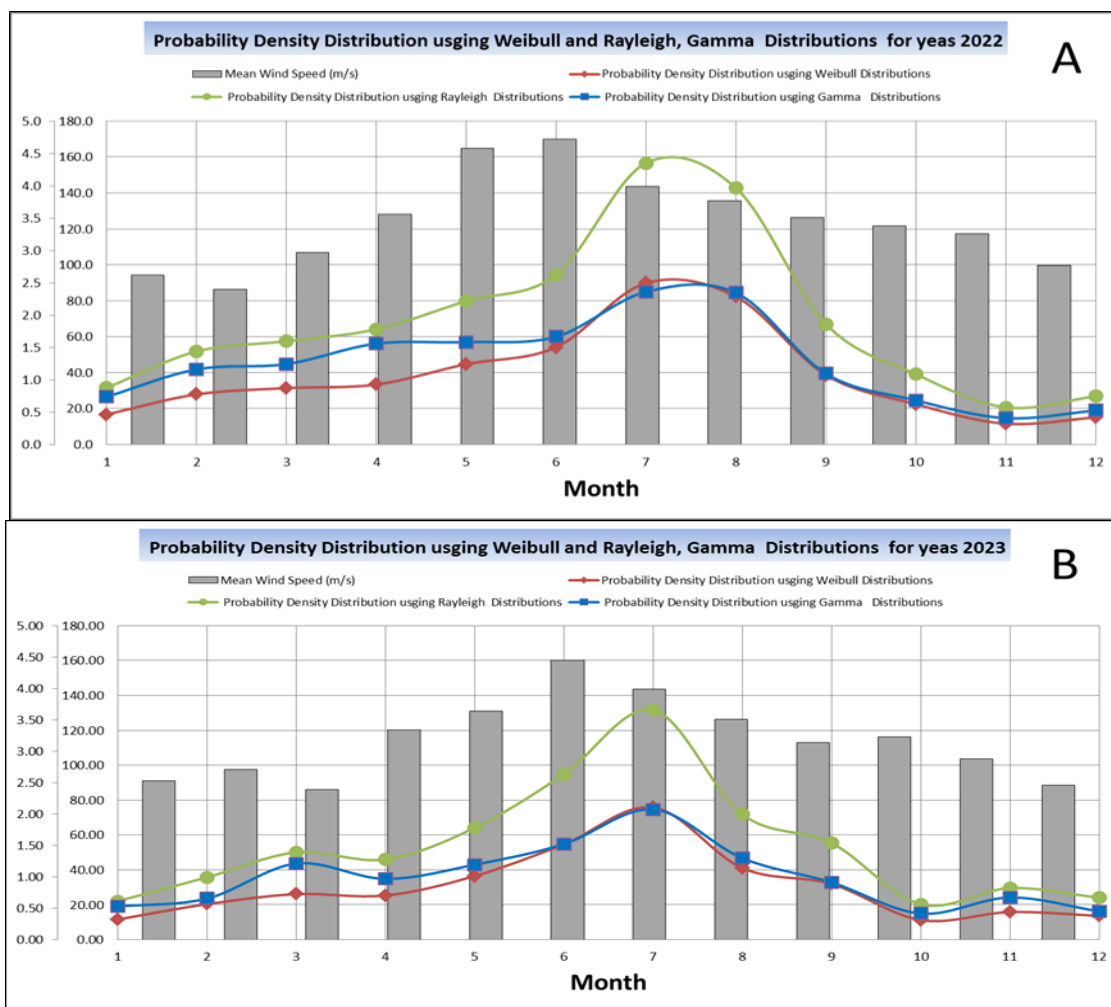 Probability Density Distribution usging Weibull and Rayleigh, Gamma Distributions for yeas 2022
A
Mean Wind Speed (m/s)
Probability Density Distribution usging Weibull Distributions
Probability Density Distribution usging Rayleigh Distributions
Probability Density Distribution usging Gamma Distributions
5.0 180.0
4.5 160.0
4.0 140.0
3.5 120.0
3.0 100.0
2.5
2.0 80.0
1.5 60.0
1.0 40.0
0.5 20.0
0.0 0.0
1 2 3 4 5 6 7 8 9 10 11 12
Month
Probability Density Distribution usging Weibull and Rayleigh, Gamma Distributions for yeas 2023
B
Mean Wind Speed (m/s)
Probability Density Distribution usging Weibull Distributions
Probability Density Distribution usging Rayleigh Distributions
Probability Density Distribution usging Gamma Distributions
5.00 180.00
4.50 160.00
4.00 140.00
3.50 120.00
3.00 100.00
2.50
2.00 80.00
1.50 60.00
1.00 40.00
0.50 20.00
0.00 0.00
1 2 3 4 5 6 7 8 9 10 11 12
Month